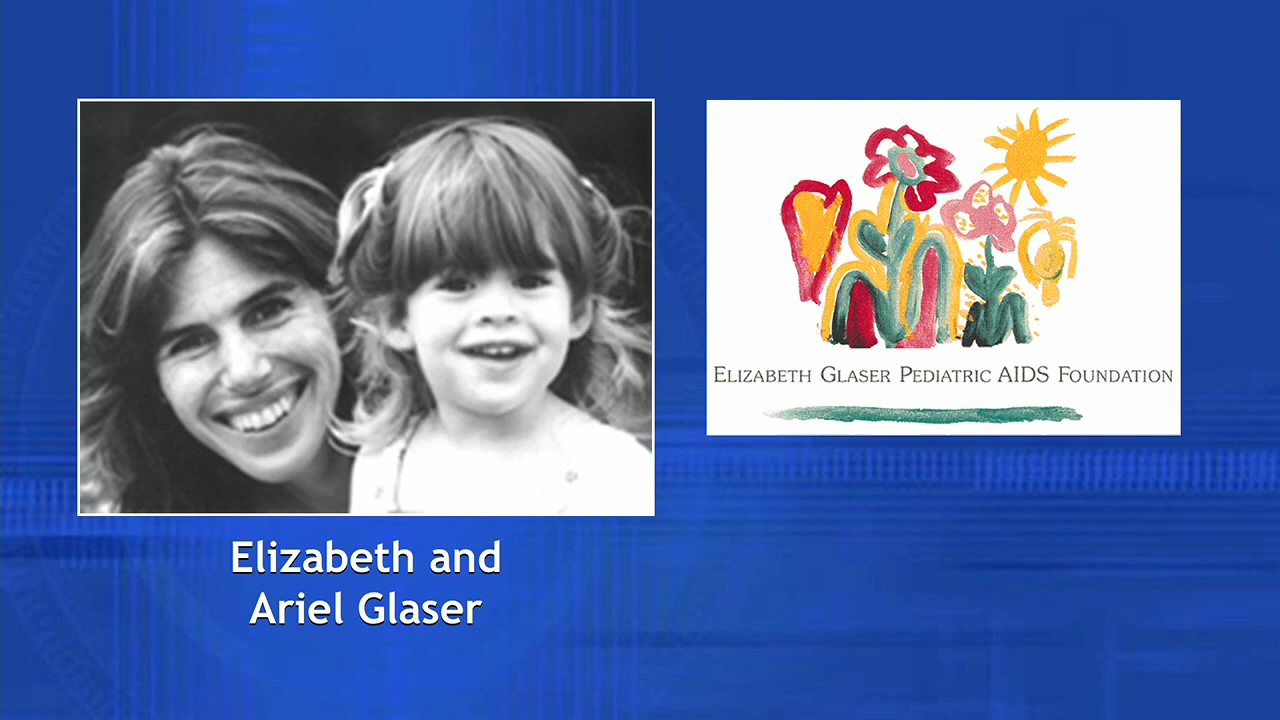 Elizabeth Glaser Pediatric AIDS Foundation
Elizabeth and
Ariel Glaser